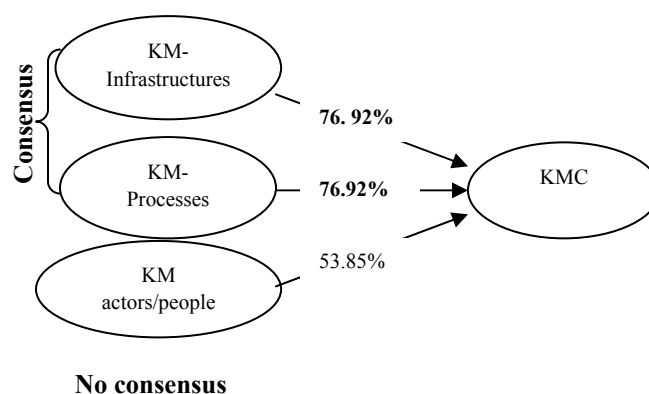 Consensus
KM-
Infrastructures
76. 92%
KM-
Processes
76.92%
KMC
KM
actors/people
53.85%
No consensus